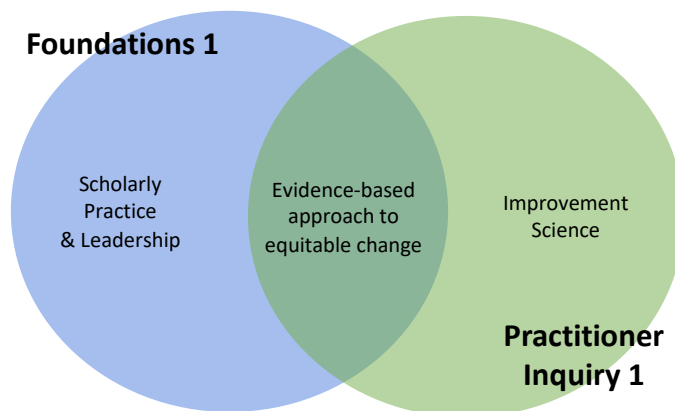 Foundations 1
Scholarly
Practice
& Leadership
Evidence-based
approach to
equitable change
Improvement
Science
Practitioner
Inquiry 1